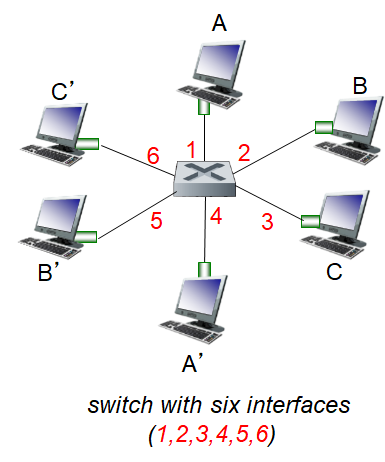 A
C’
B
1
2
6
5
4
3
B’
C
A’
switch with six interfaces
(1,2,3,4,5,6)